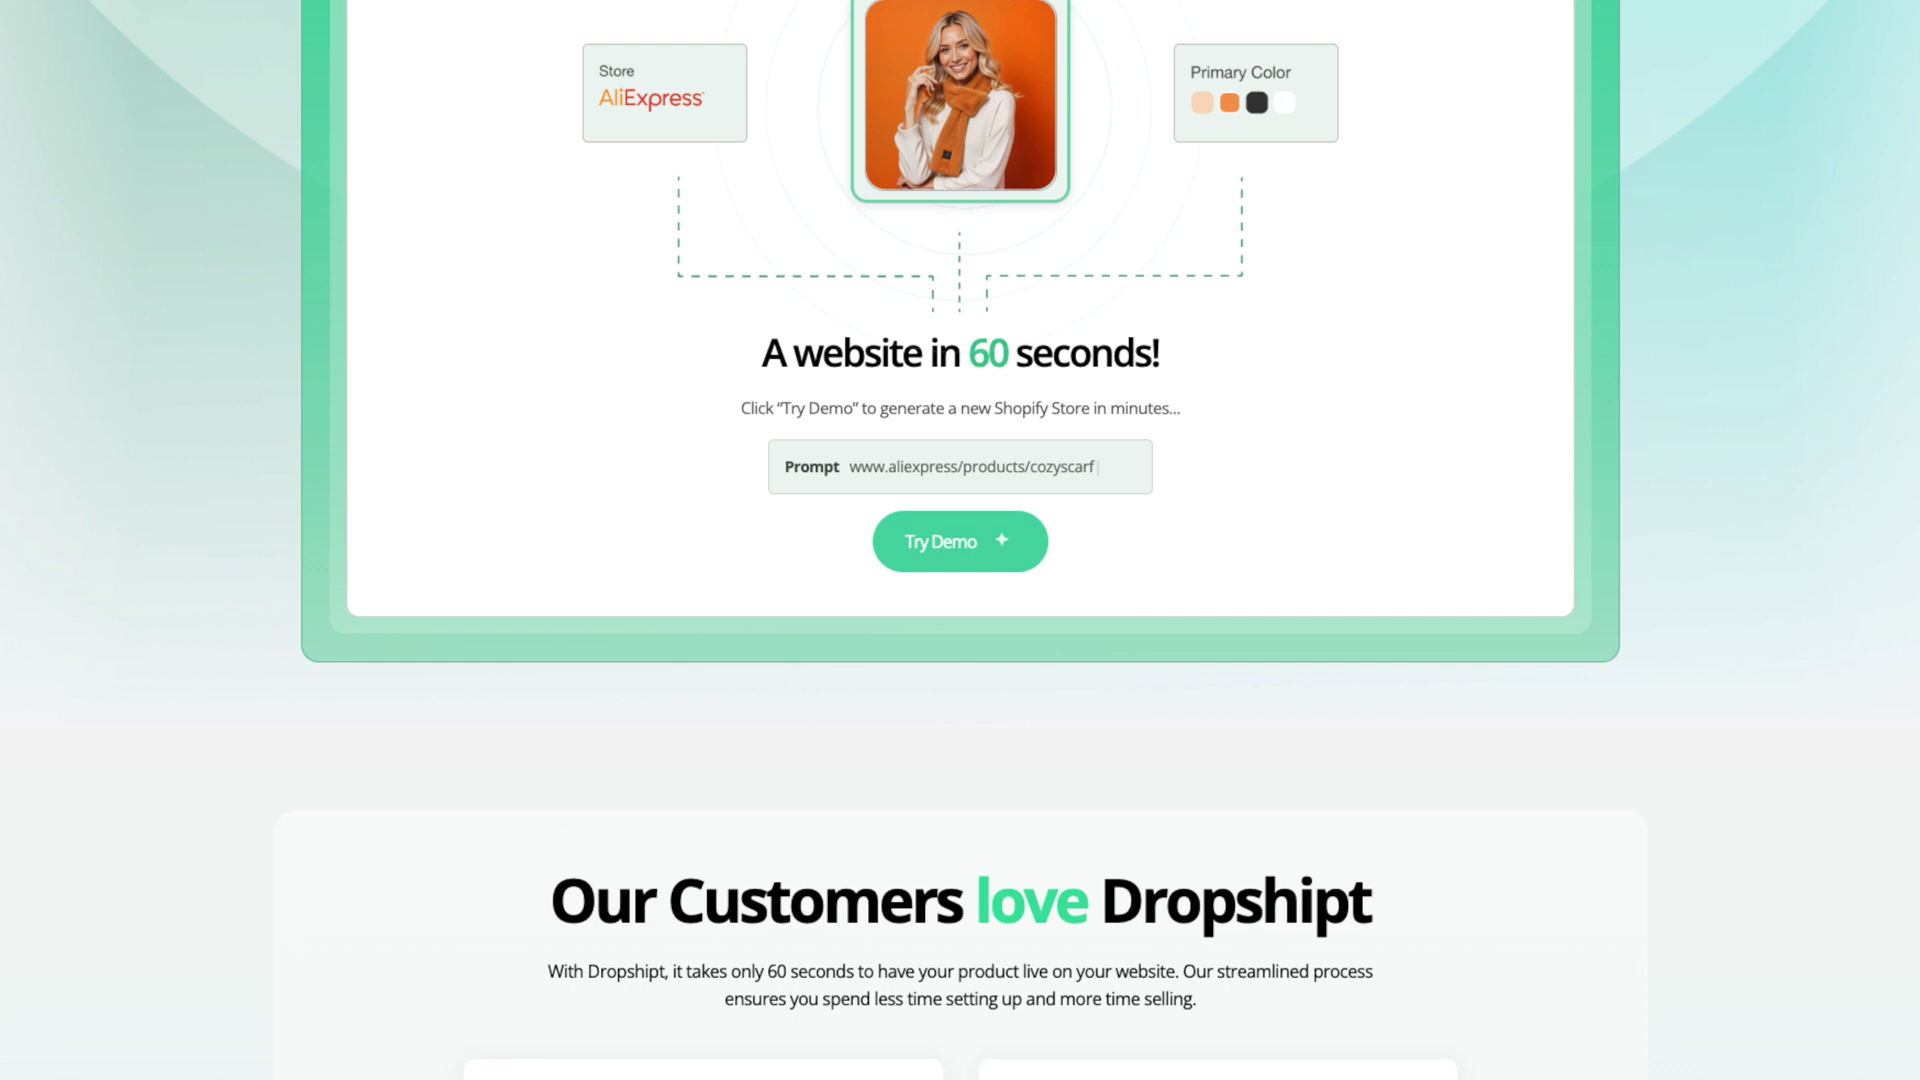 Store
AliExpress
Primary Color
A website in 60 seconds!
Click “Try Demo” to generate a new Shopify Store in minutes...
Prompt www.aliexpress/products/cozyscarf
Try Demo
Our Customers love Dropshipt
With Dropshipt, it takes only 60 seconds to have your product live on your website. Our streamlined process
ensures you spend less time setting up and more time selling.